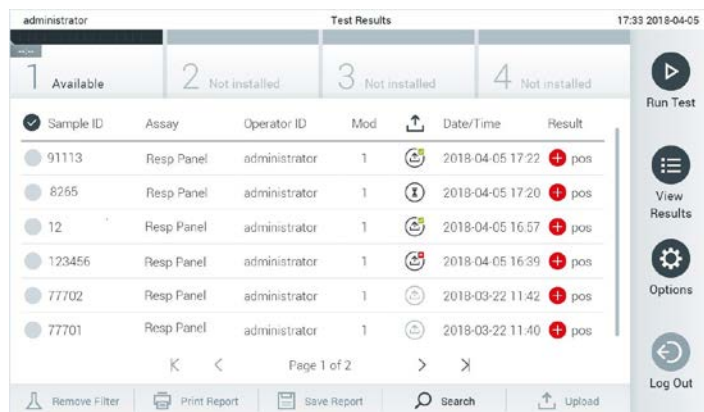 administrator Test Results 17:33 2018-04-05
1 Available 2 Not installed 3 Not installed 4 Not installed
Run Test
Sample ID Assay Operator ID Mod Date/Time Result
91113 Resp Panel administrator 1 2018-04-05 17:22 pos
8265 Resp Panel administrator 1 2018-04-05 17:20 pos
View
Results
12 Resp Panel administrator 1 2018-04-05 16:57 pos
123456 Resp Panel administrator 1 2018-04-05 16:39 pos
77702 Resp Panel administrator 1 2018-03-22 11:42 pos
Options
77701 Resp Panel administrator 1 2018-03-22 11:40 pos
Page 1 of 2
Log Out
Remove Filter Print Report Save Report Search Upload